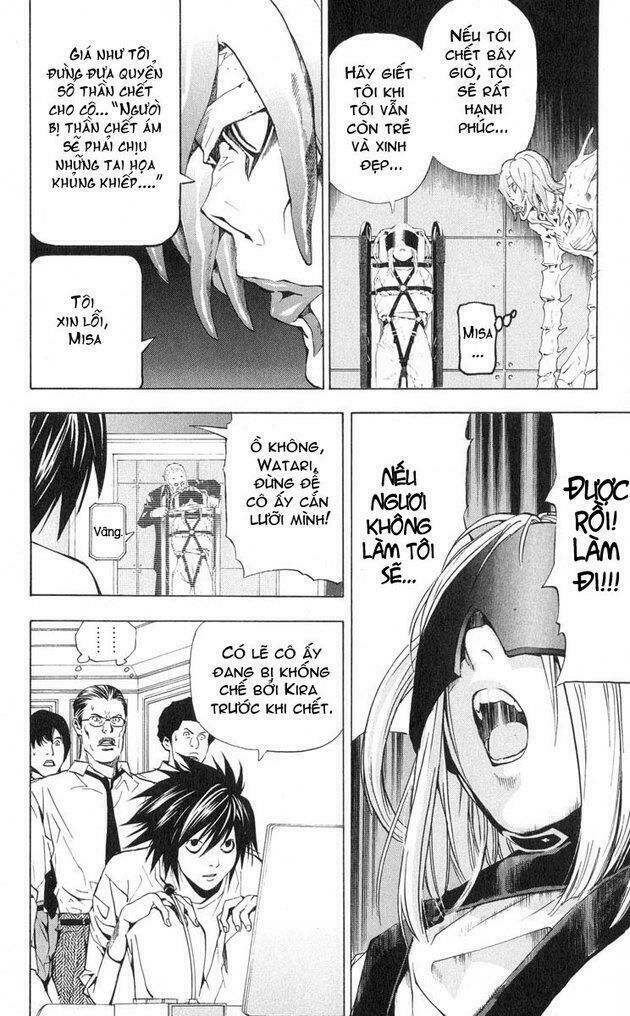 NẾU TÔI
CHẾT BÂY
GIỜ, TÔI
SẼ RẤT
HẠNH
PHÚC...
HÃY GIẾT
TÔI KHI
TÔI VẪN
CÒN TRẺ
VÀ XINH
ĐẸP...
MISA
...
GIÁ NHƯ TÔI
ĐỪNG ĐƯA QUYỂN
SỔ THẦN CHẾT
CHO CÔ... "NGƯỜI
BỊ THẦN CHẾT ÁM
SẼ PHẢI CHỊU
NHỮNG TAI HỌA
KHỦNG KHIẾP...."
TÔI
XIN LỖI,
MISA
ĐƯỢC
RỒI!
LÀM
ĐI!!!
NẾU
NGƯƠI
KHÔNG
LÀM TÔI
SẼ...
Ồ KHÔNG,
WATARI,
ĐỪNG ĐỂ
CÔ ẤY CẮN
LƯỠI MÌNH!
Vâng.
CÓ LẼ CÔ ẤY
ĐANG BỊ KHỐNG
CHẾ BỞI KIRA
TRƯỚC KHI CHẾT.
......